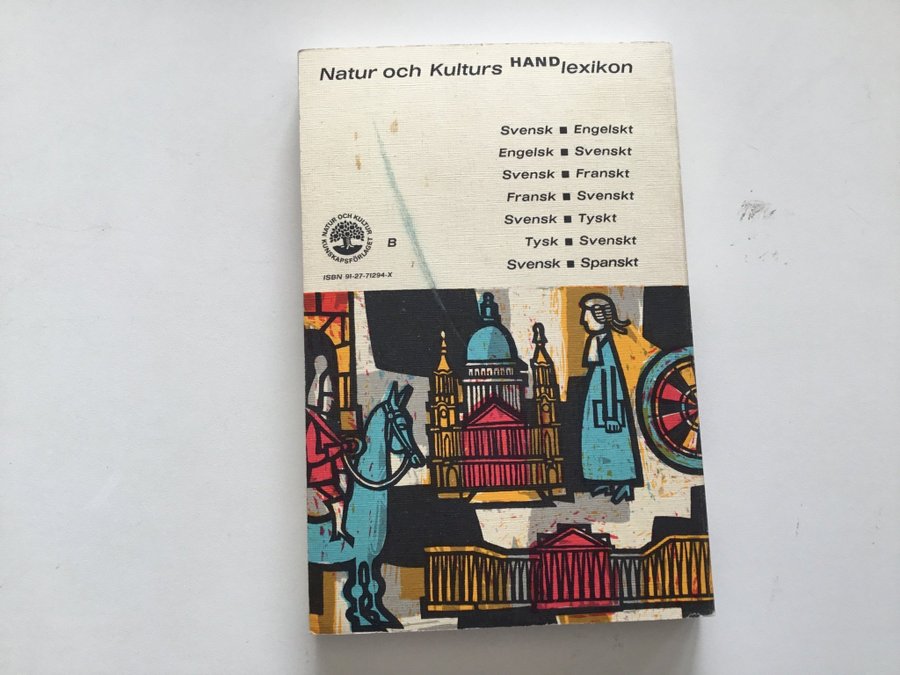 Natur och Kulturs HANDlexikon
Svensk ■ Engelskt
Engelsk ■ Svenskt
Svensk ■ Franskt
Fransk ■ Svenskt
Svensk ■ Tyskt
Tysk ■ Svenskt
Svensk ■ Spanskt
NATUR OCH KULTUR
KUNSKAPSFÖRLAGET
B
ISBN 91-27-71294-X